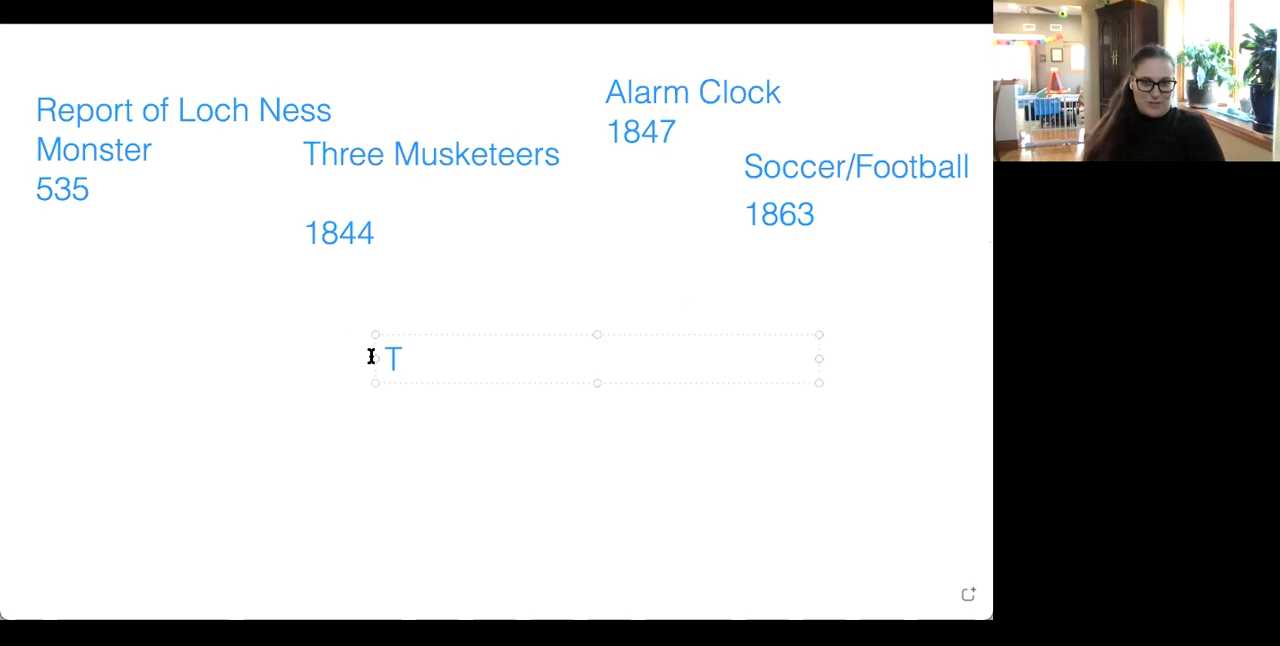 Report of Loch Ness
Monster
535
Three Musketeers
1844
Alarm Clock
1847
Soccer/Football
1863
T